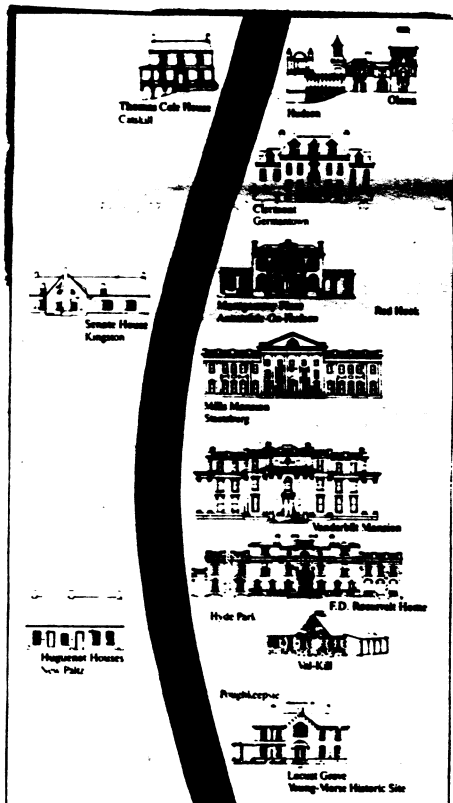 Thomas Cole House
Catskill
Olana
Hudson
Clermont
Germantown
Montgomery Place
Annandale-On-Hudson
Red Hook
Senate House
Kingston
Mills Mansion
Staatsburg
Vanderbilt Mansion
F.D. Roosevelt Home
Hyde Park
Val-Kill
Huguenot Houses
New Paltz
Poughkeepsie
Locust Grove
Young-Morse Historic Site